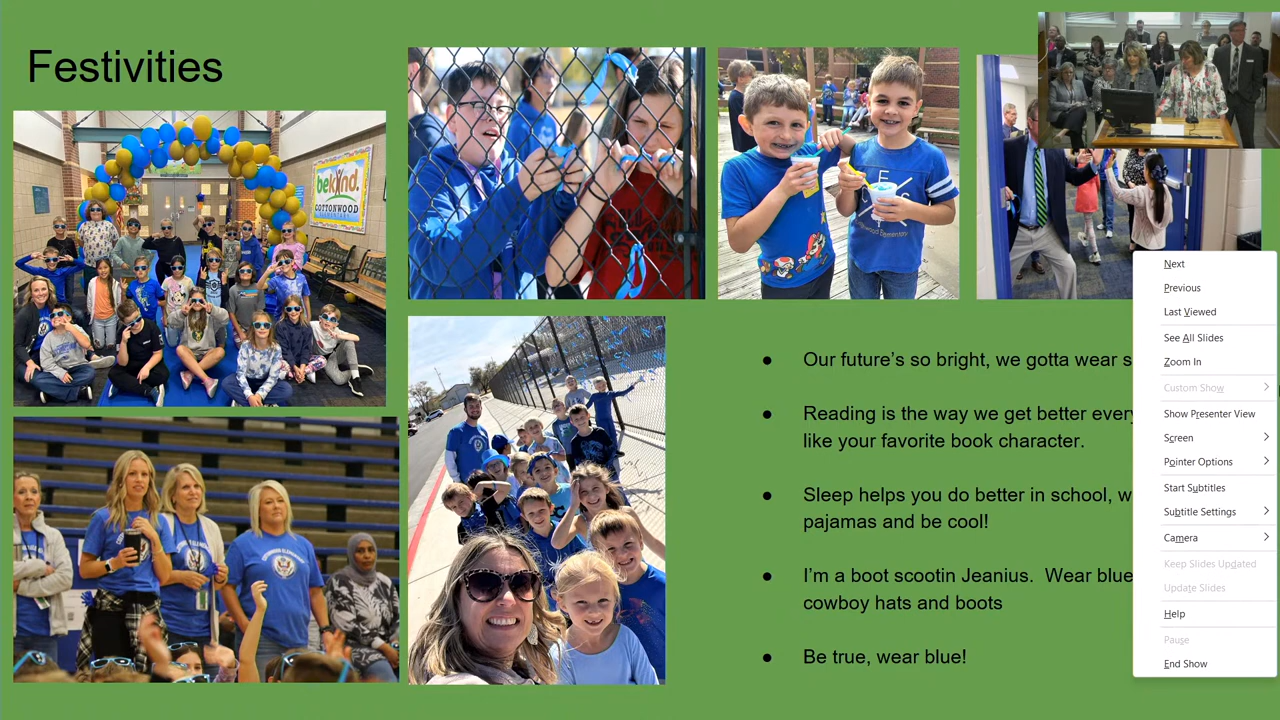 Festivities
bekind.
COTTONWOOD
ELEMENTARY
Our future's so bright, we gotta wear s
Reading is the way we get better every
like your favorite book character.
Sleep helps you do better in school, w
pajamas and be cool!
I'm a boot scootin Jeanius. Wear blue
cowboy hats and boots
Be true, wear blue!
Next
Previous
Last Viewed
See All Slides
Zoom In
Custom Show
Show Presenter View
Screen
Pointer Options
Start Subtitles
Subtitle Settings
Camera
Keep Slides Updated
Update Slides
Help
Pause
End Show